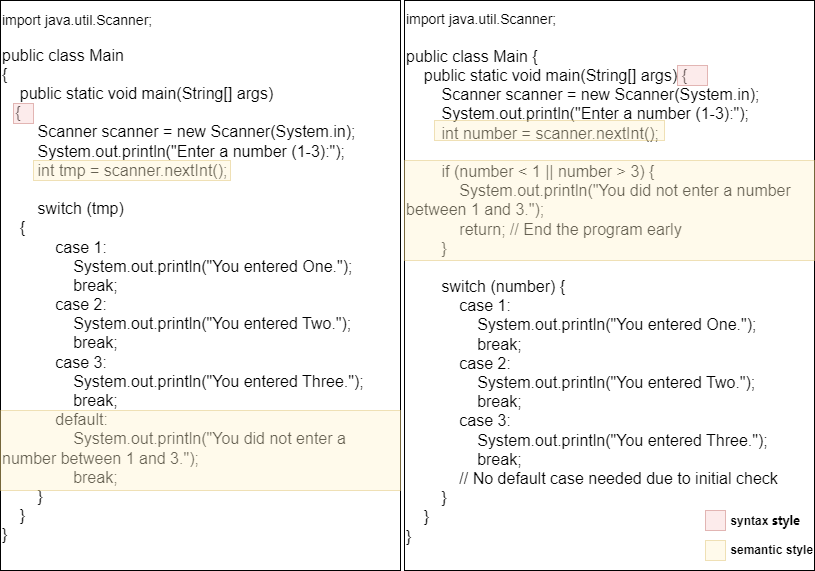 import java.util.Scanner;
public class Main
{
public static void main(String[] args)
{
Scanner scanner = new Scanner(System.in);
System.out.println("Enter a number (1-3):");
int tmp = scanner.nextInt();
switch (tmp)
{
case 1:
System.out.println("You entered One.");
break;
case 2:
System.out.println("You entered Two.");
break;
case 3:
System.out.println("You entered Three.");
break;
default:
System.out.println("You did not enter a
number between 1 and 3.");
break;
}
}
}
import java.util.Scanner;
public class Main {
public static void main(String[] args) {
Scanner scanner = new Scanner(System.in);
System.out.println("Enter a number (1-3):");
int number = scanner.nextInt();
if (number < 1 || number > 3) {
System.out.println("You did not enter a number
between 1 and 3.");
return; // End the program early
}
switch (number) {
case 1:
System.out.println("You entered One.");
break;
case 2:
System.out.println("You entered Two.");
break;
case 3:
System.out.println("You entered Three.");
break;
// No default case needed due to initial check
}
}
}
syntax style
semantic style